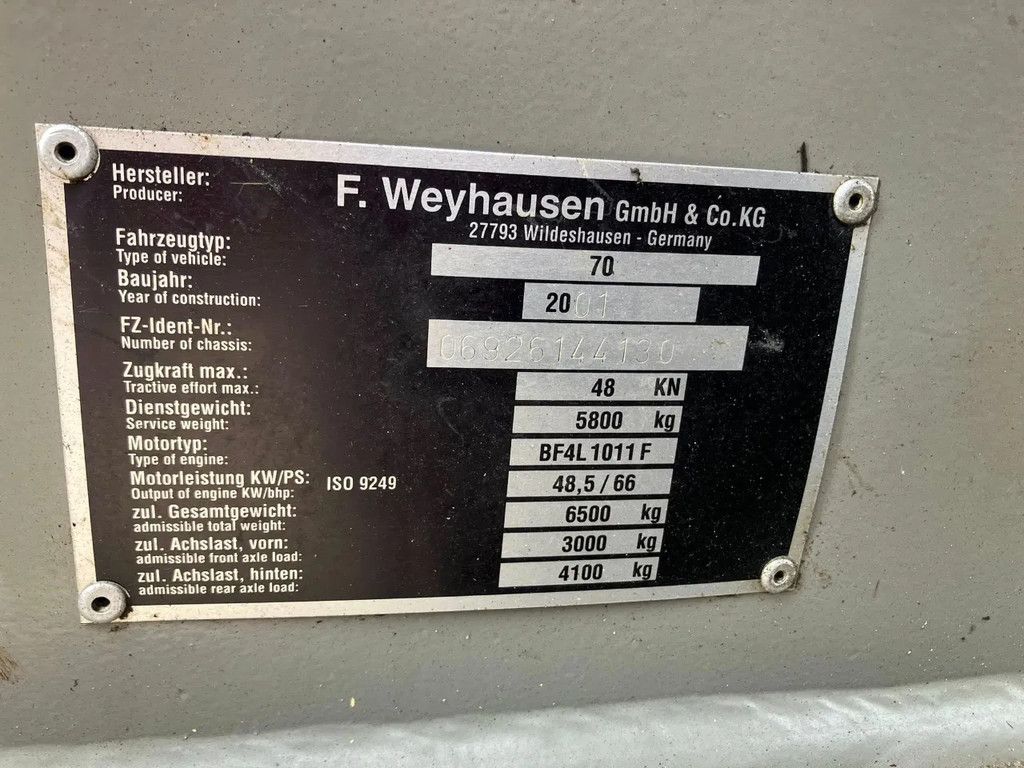 Hersteller:
Producer:
F. Weyhausen GmbH & Co.KG
27793 Wildeshausen - Germany
Fahrzeugtyp:
Type of vehicle:
70
Baujahr:
Year of construction:
2001
FZ-Ident-Nr.:
Number of chassis:
06926144130
Zugkraft max.:
Tractive effort max.:
48 KN
Dienstgewicht:
Service weight:
5800 kg
Motortyp:
Type of engine:
BF4L 1011 F
Motorleistung KW/PS:
Output of engine KW/bhp:
ISO 9249
48,5 / 66
zul. Gesamtgewicht:
admissible total weight:
6500 kg
zul. Achslast, vorn:
admissible front axle load:
3000 kg
zul. Achslast, hinten:
admissible rear axle load:
4100 kg